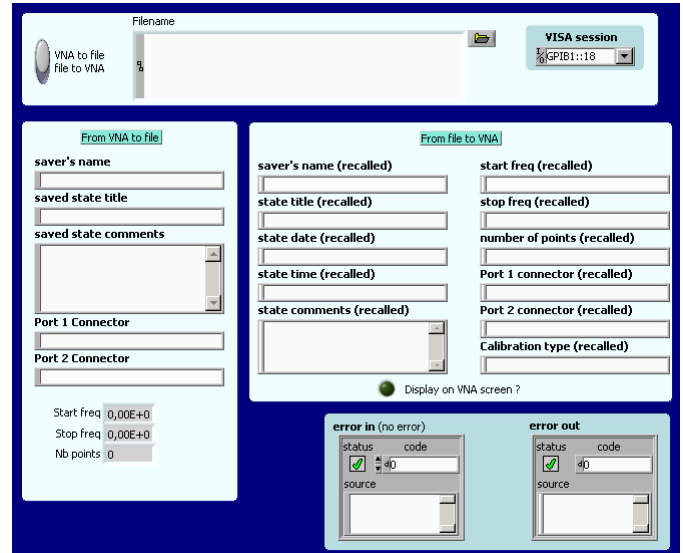 Filename
VNA to file
file to VNA
VISA session
GPIB1::18
From VNA to file
saver's name
saved state title
saved state comments
Port 1 Connector
Port 2 Connector
Start freq 0,00E+0
Stop freq 0,00E+0
Nb points 0
From file to VNA
saver's name (recalled)
state title (recalled)
state date (recalled)
state time (recalled)
state comments (recalled)
start freq (recalled)
stop freq (recalled)
number of points (recalled)
Port 1 connector (recalled)
Port 2 connector (recalled)
Calibration type (recalled)
Display on VNA screen ?
error in (no error)
status code
d0
source
error out
status code
d0
source